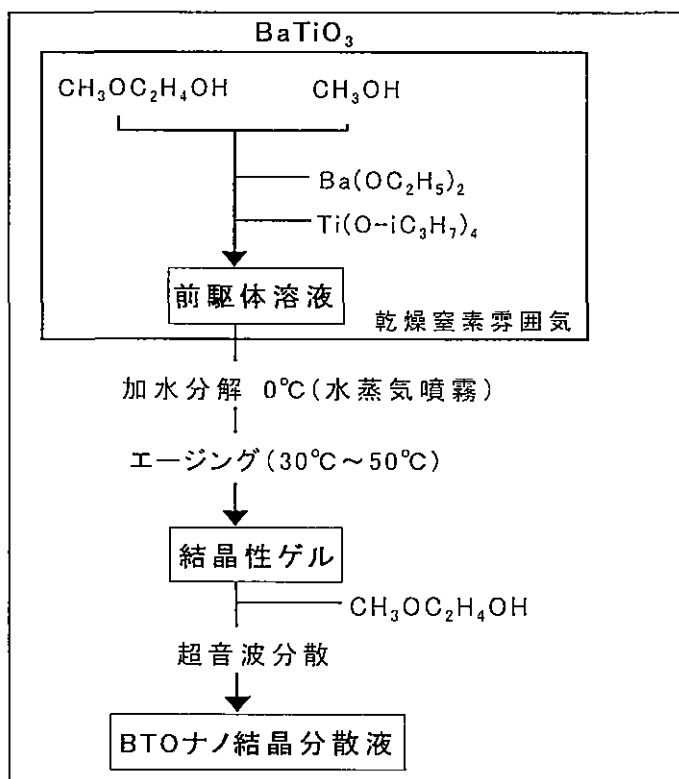 BaTiO₃
CH₃OC₂H₄OH CH₃OH
Ba(OC₂H₅)₂
Ti(O-iC₃H₇)₄
前駆体溶液
乾燥窒素雰囲気
加水分解 0℃(水蒸気噴霧)
エージング(30℃～50℃)
結晶性ゲル
CH₃OC₂H₄OH
超音波分散
BTOナノ結晶分散液